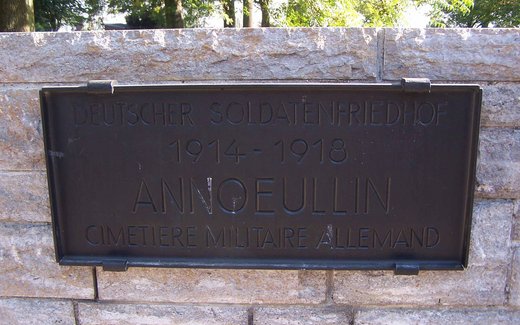 DEUTSCHER SOLDATENFRIEDHOF
1914-1918
ANNOEULLIN
CIMETIERE MILITAIRE ALLEMAND